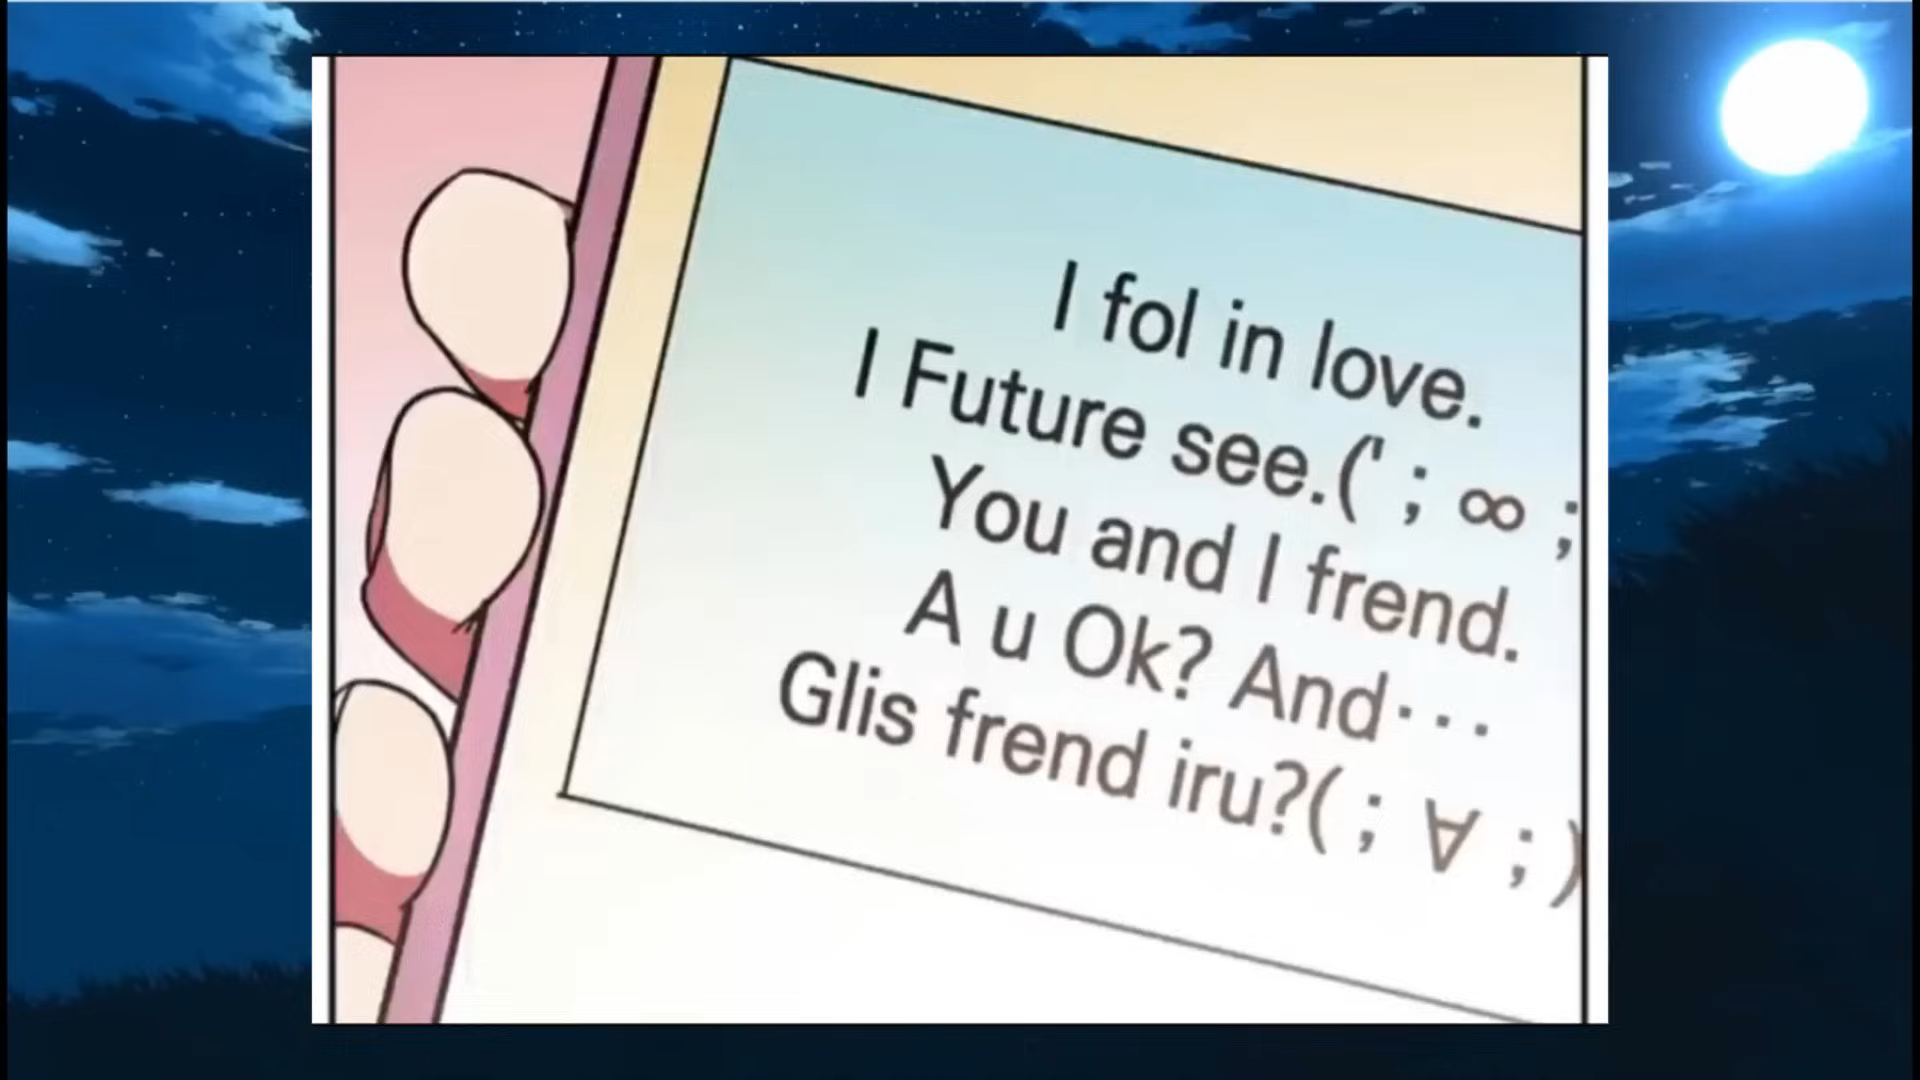 I fol in love.
I Future see.(' ; ∞ ;
You and I frend.
A u Ok? And···
Glis frend iru?( ; ∀ ; )